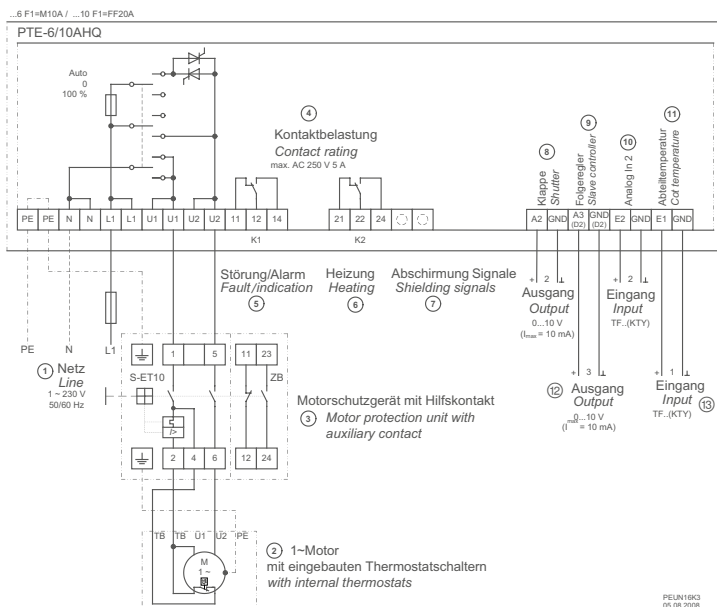 ...6 F1=M10A / ...10 F1=FF20A
PTE-6/10AHQ
Auto
0
100 %
4
Kontaktbelastung
Contact rating
max. AC 250 V 5 A
8
Klappe
Shutter
9
Folgeregler
Slave controller
10
Analog In 2
11
Abteiltemperatur
Cot temperature
PE PE N N L1 L1 U1 U1 U2 U2 11 12 14
K1
21 22 24
K2
A2 GND A3 (D2) GND (D2) E2 GND E1 GND
Störung/Alarm
Fault/indication
5
Heizung
Heating
6
Abschirmung Signale
Shielding signals
7
+ 2 ⊥
Ausgang
Output
0...10 V
(Imax = 10 mA)
+ 2 ⊥
Eingang
Input
TF..(KTY)
PE N L1
1 Netz
Line
1 ~ 230 V
50/60 Hz
1 5 11 23
S-ET10
ZB
I>
Motorschutzgerät mit Hilfskontakt
3 Motor protection unit with
auxiliary contact
+ 3 ⊥
12 Ausgang
Output
0...10 V
(Imax = 10 mA)
+ 1 ⊥
Eingang
Input 13
TF..(KTY)
2 4 6 12 24
TB TB U1 U2 PE
M
1 ~
2 1~Motor
mit eingebauten Thermostatschaltern
with internal thermostats
PEUN16K3
05.08.2008